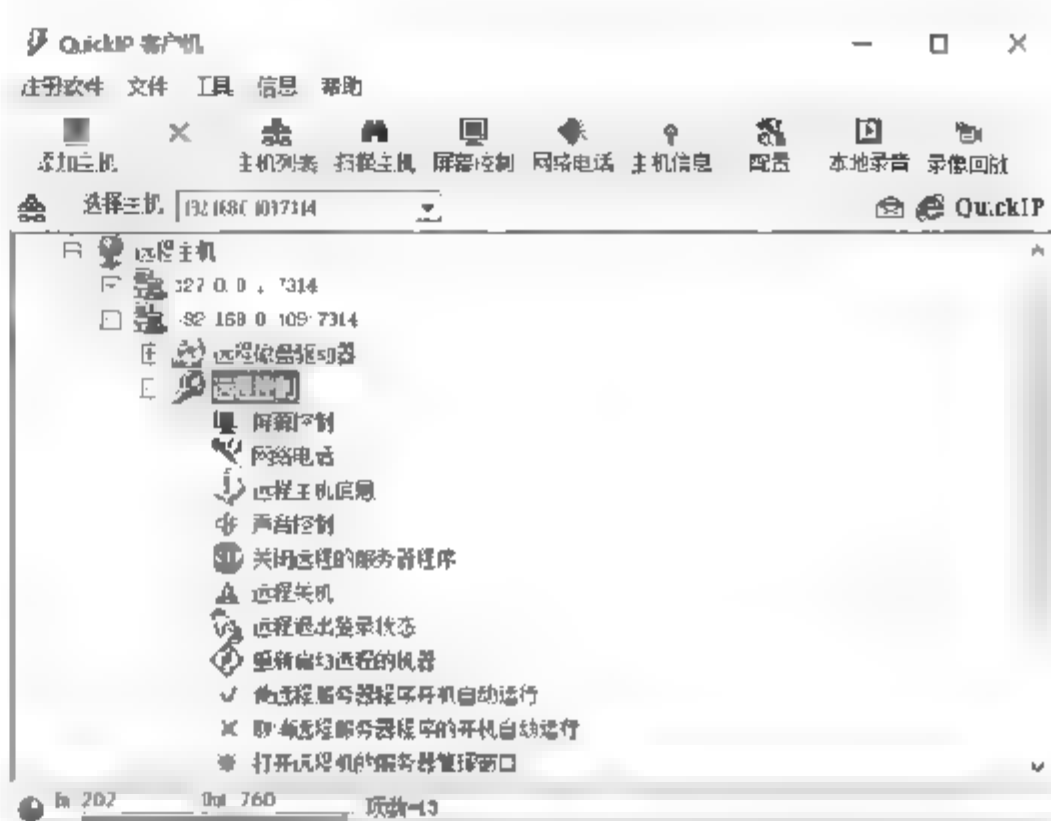 QuickIP 客户机
注册软件 文件 工具 信息 帮助
添加主机 主机列表 扫描主机 屏幕控制 网络电话 主机信息 配置 本地录音 录像回放
选择主机 QuickIP
远程主机
7314
168 0 109 7314
远程磁盘驱动器
远程控制
屏幕控制
网络电话
远程主机信息
声音控制
关闭远程的服务器程序
远程关机
远程退出登录状态
重新启动远程的机器
使远程服务器程序开机自动运行
取消远程服务器程序的开机自动运行
打开远程机的服务器管理窗口
202 760 项数=13